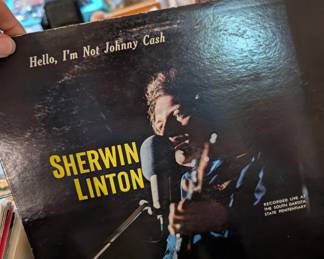 Hello, I'm Not Johnny Cash
SHERWIN
LINTON
RECORDED LIVE AT
THE SOUTH DAKOTA
STATE PENITENTIARY